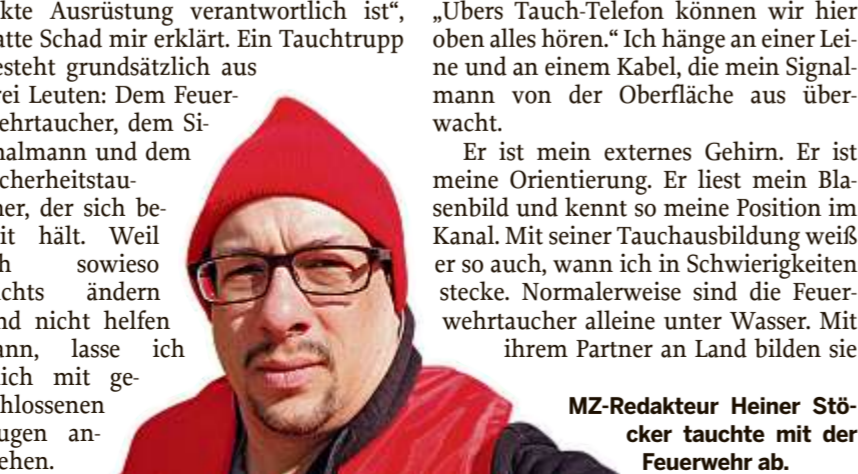 kte Ausrüstung verantwortlich ist“,
atte Schad mir erklärt. Ein Tauchtrupp
esteht grundsätzlich aus
rei Leuten: Dem Feuer-
ehrtaucher, dem Si-
nalmann und dem
cherheitstau-
her, der sich be-
it hält. Weil
h sowieso
chts ändern
nd nicht helfen
ann, lasse ich
ich mit ge-
hlossenen
ugen an-
ehen.
„Übers Tauch-Telefon können wir hier
oben alles hören.“ Ich hänge an einer Lei-
ne und an einem Kabel, die mein Signal-
mann von der Oberfläche aus über-
wacht.
Er ist mein externes Gehirn. Er ist
meine Orientierung. Er liest mein Bla-
senbild und kennt so meine Position im
Kanal. Mit seiner Tauchausbildung weiß
er so auch, wann ich in Schwierigkeiten
stecke. Normalerweise sind die Feuer-
wehrtaucher alleine unter Wasser. Mit
ihrem Partner an Land bilden sie
MZ-Redakteur Heiner Stö-
cker tauchte mit der
Feuerwehr ab.